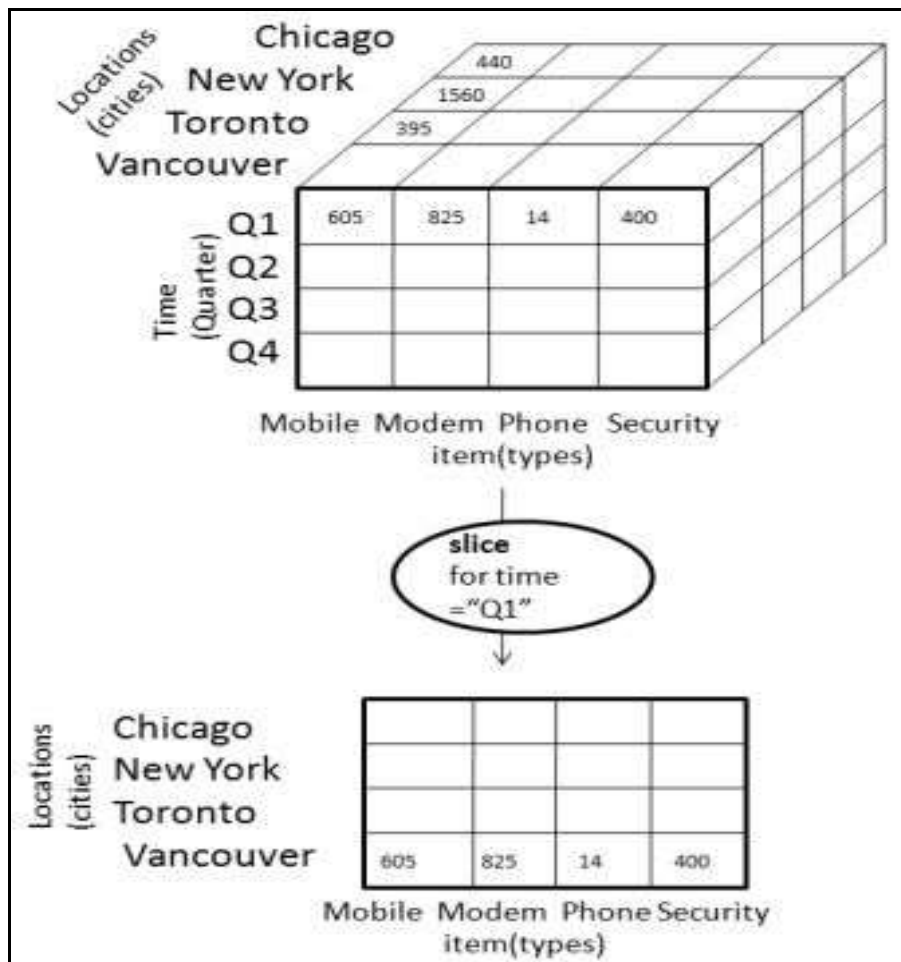 Locations
(cities)
Chicago
New York
Toronto
Vancouver
440
1560
395
Time
(Quarter)
Q1 605 825 14 400
Q2
Q3
Q4
Mobile Modem Phone Security
item(types)
slice
for time
="Q1"
Locations
(cities)
Chicago
New York
Toronto
Vancouver 605 825 14 400
Mobile Modem Phone Security
item(types)